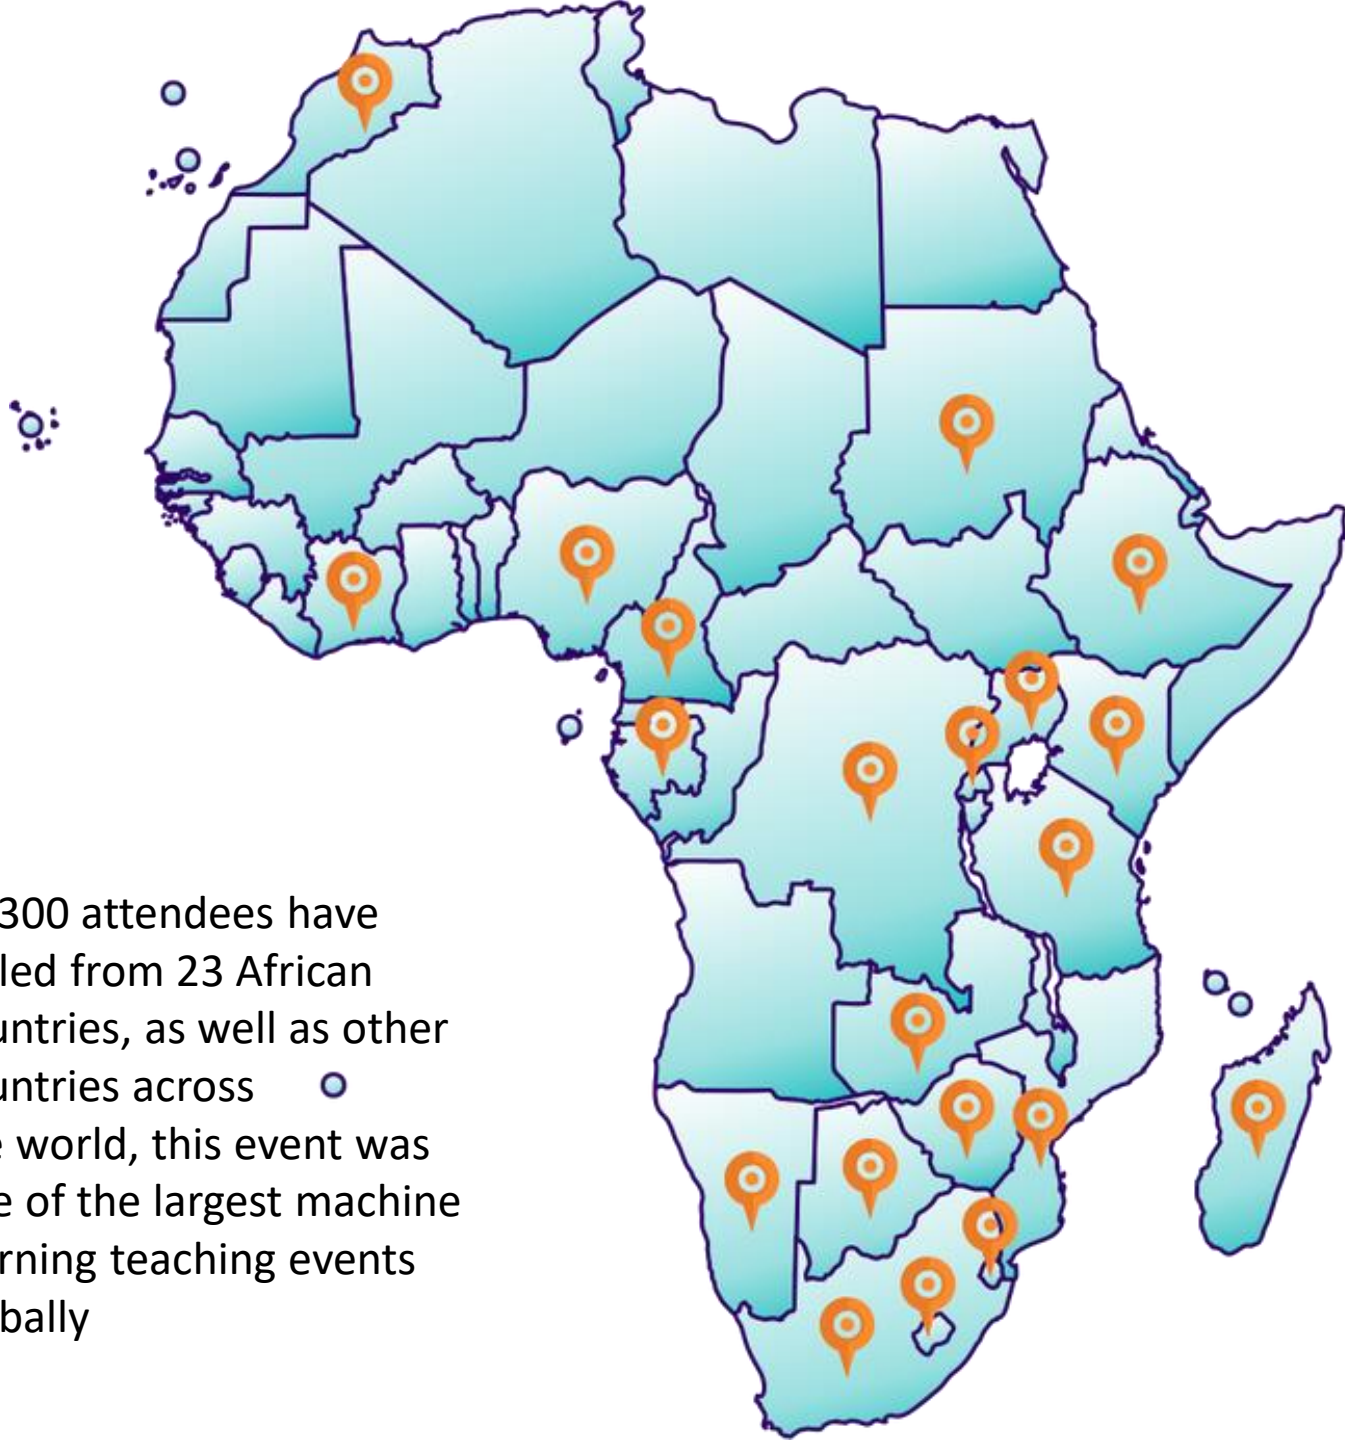 300 attendees have
led from 23 African
untries, as well as other
untries across
e world, this event was
e of the largest machine
rning teaching events
bally